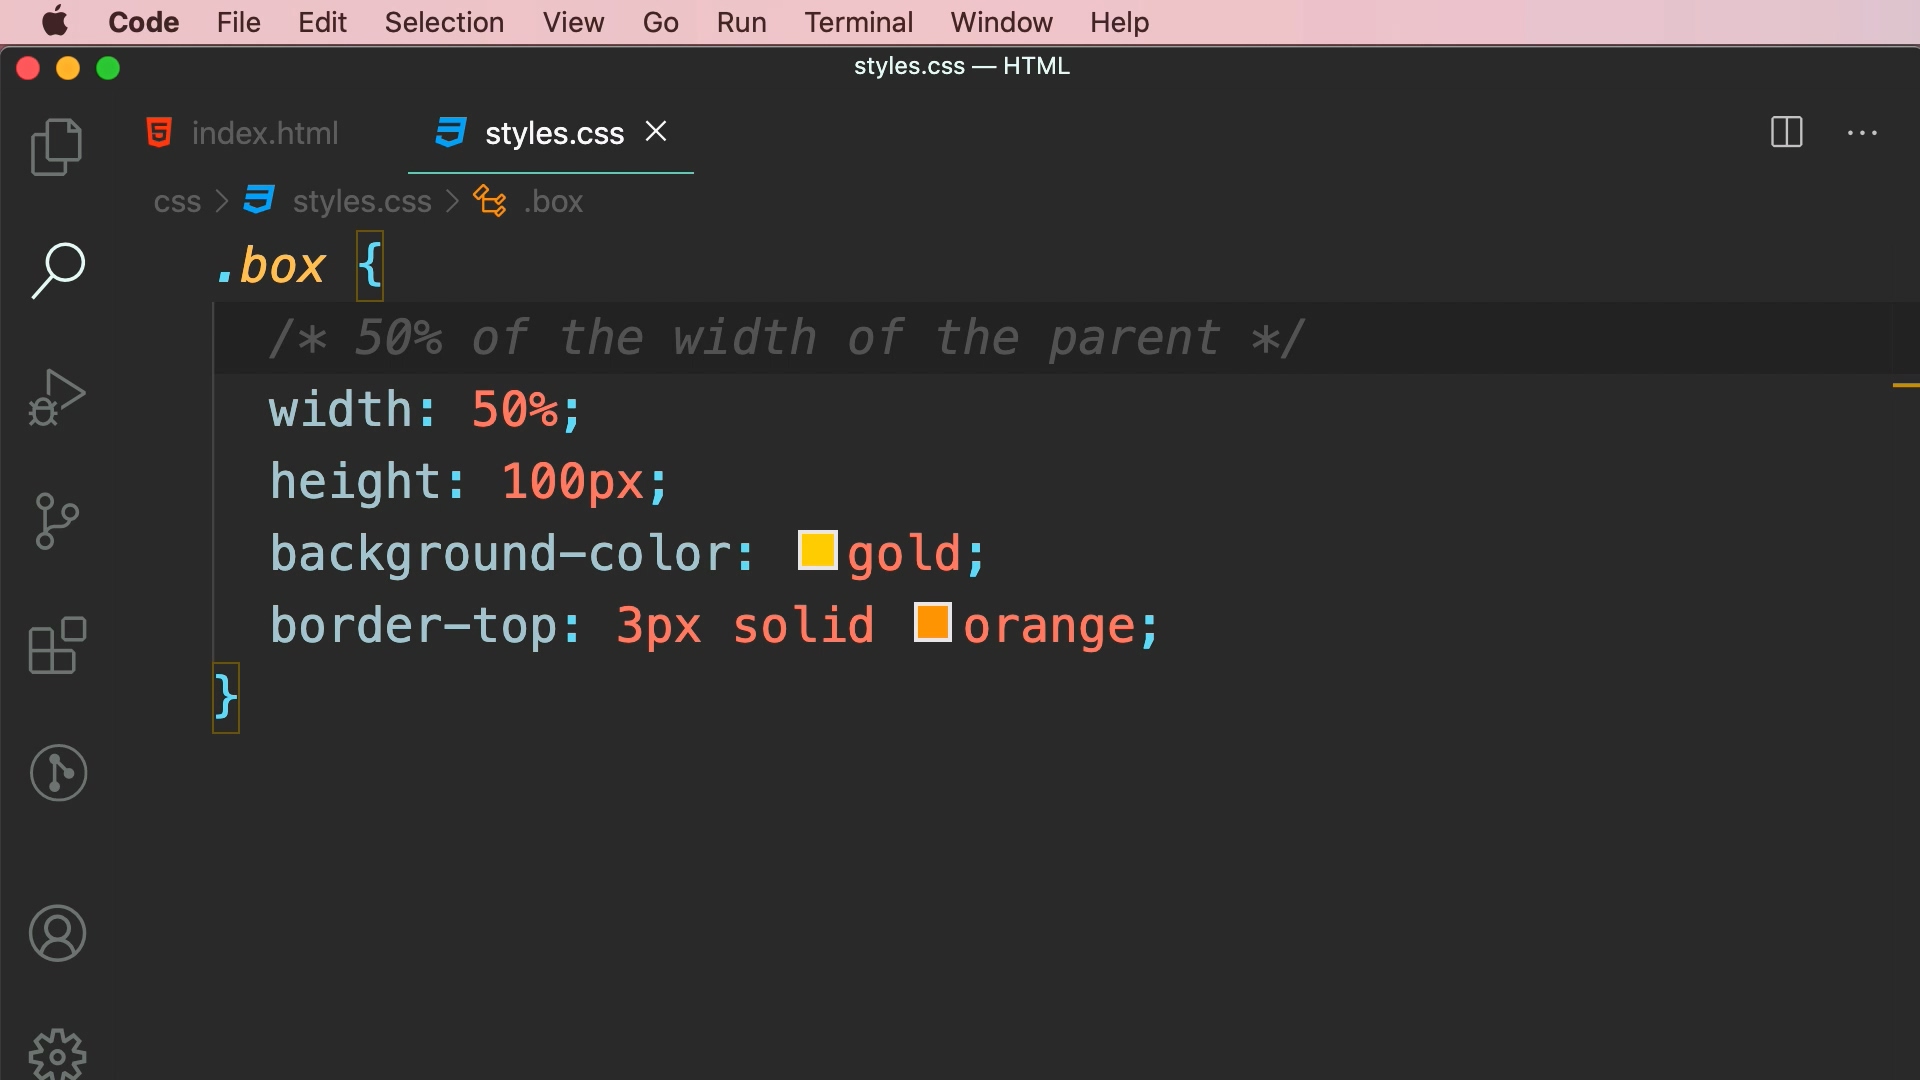 Code File Edit Selection View Go Run Terminal Window Help
styles.css — HTML
index.html styles.css
css > styles.css > .box
.box {
/* 50% of the width of the parent */
width: 50%;
height: 100px;
background-color: gold;
border-top: 3px solid orange;
}